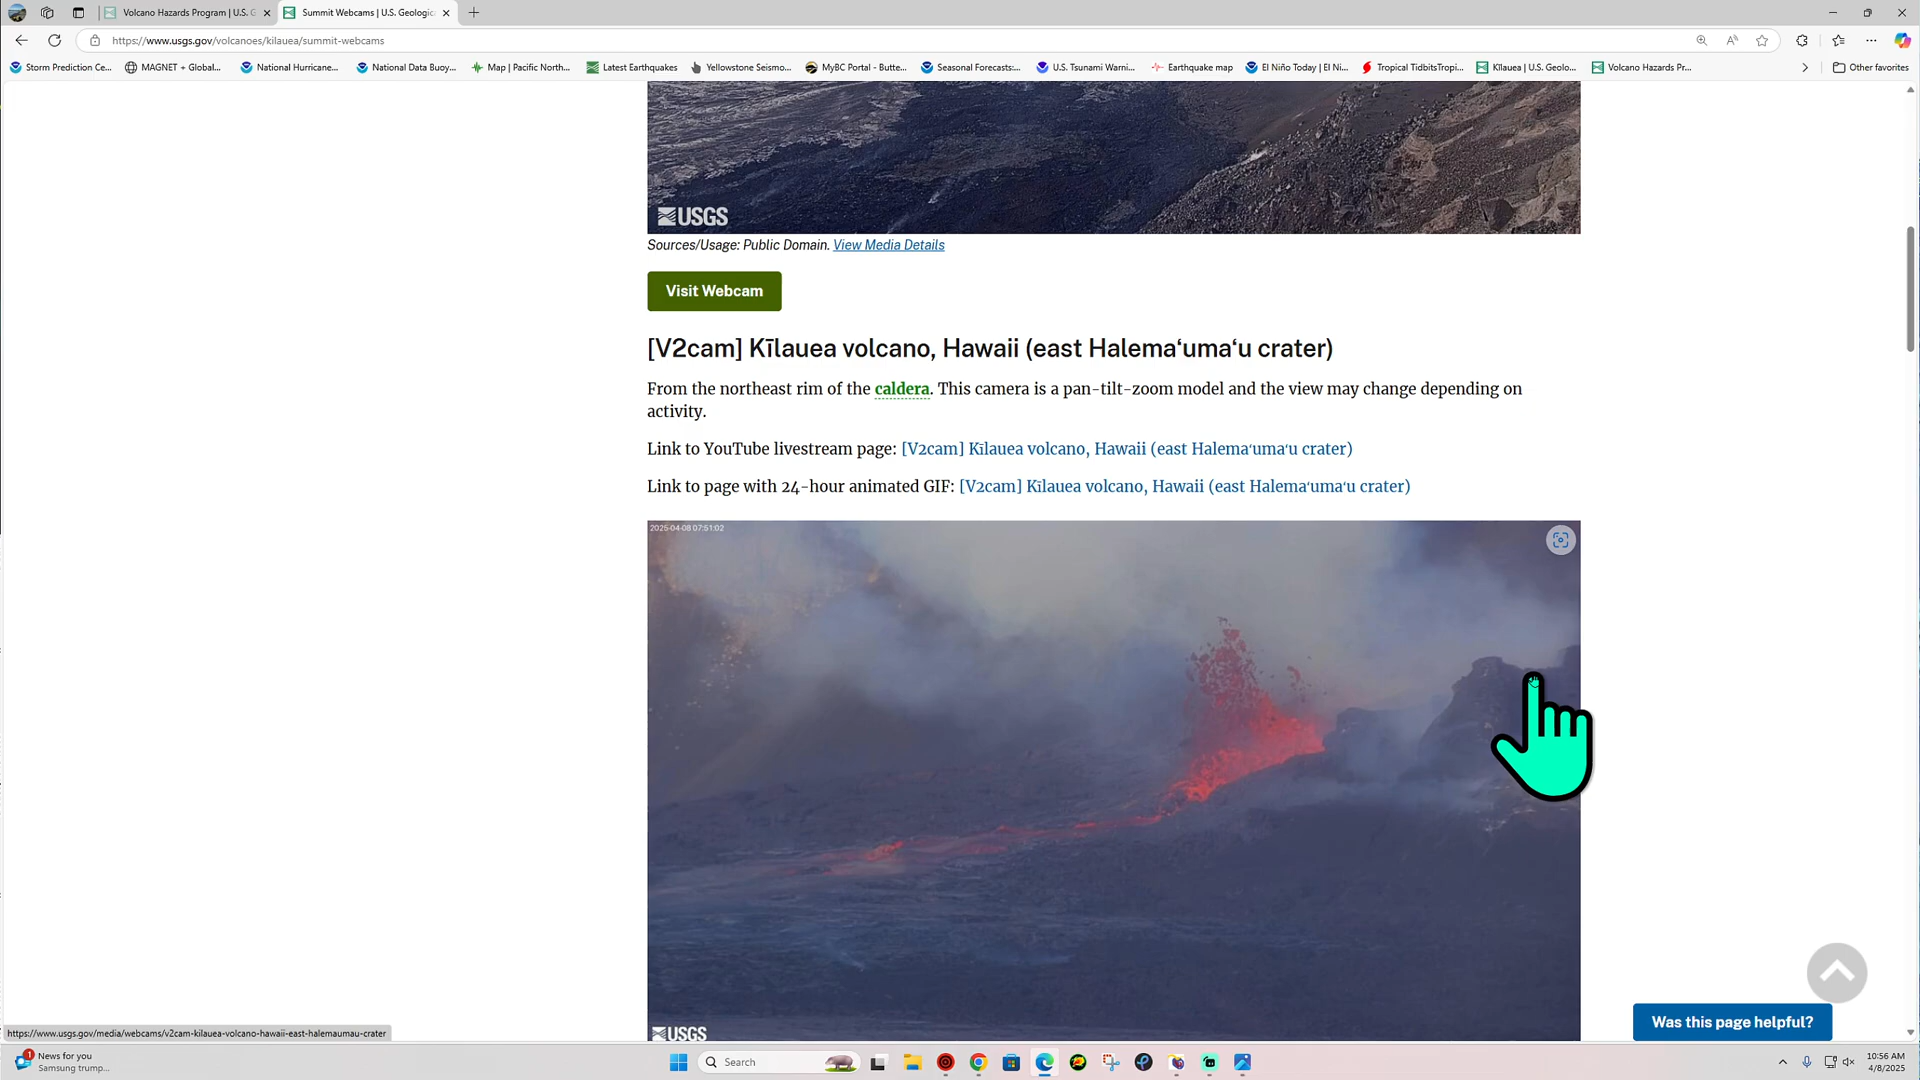 Volcano Hazards Program | U.S. G
Summit Webcams | U.S. Geologic
https://www.usgs.gov/volcanoes/kilauea/summit-webcams
Storm Prediction Ce...
MAGNET + Global...
National Hurricane...
National Data Buoy...
Map | Pacific North...
Latest Earthquakes
Yellowstone Seismo...
MyBC Portal - Butte...
Seasonal Forecasts:...
U.S. Tsunami Warni...
Earthquake map
El Niño Today | El Ni...
Tropical TidbitsTropi...
Kīlauea | U.S. Geolo...
Volcano Hazards Pr...
Other favorites
USGS
Sources/Usage: Public Domain. View Media Details
Visit Webcam
[V2cam] Kīlauea volcano, Hawaii (east Halemaʻumaʻu crater)
From the northeast rim of the caldera. This camera is a pan-tilt-zoom model and the view may change depending on
activity.
Link to YouTube livestream page: [V2cam] Kīlauea volcano, Hawaii (east Halemaʻumaʻu crater)
Link to page with 24-hour animated GIF: [V2cam] Kīlauea volcano, Hawaii (east Halemaʻumaʻu crater)
2025-04-08 07:51:02
USGS
Was this page helpful?
https://www.usgs.gov/media/webcams/v2cam-kilauea-volcano-hawaii-east-halemaumau-crater
1
News for you
Samsung trump...
Search
10:56 AM
4/8/2025